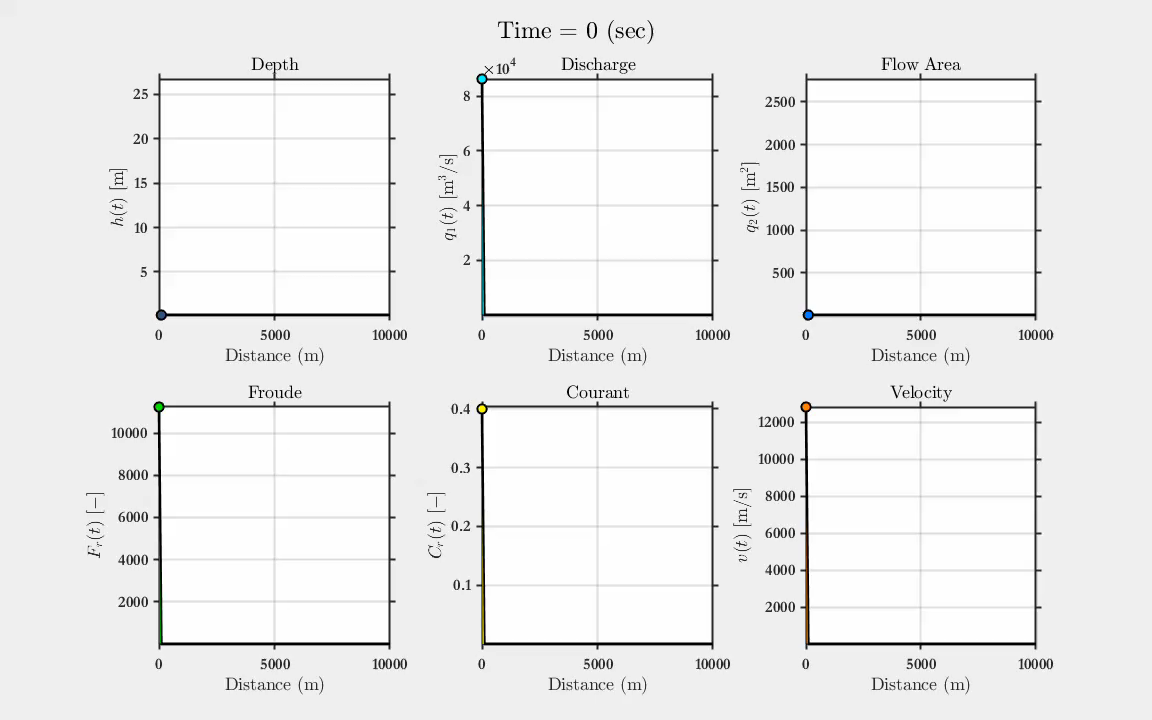 Time = 0 (sec)
Depth
h(t) [m]
25
20
15
10
5
0 5000 10000
Distance (m)
×10⁴ Discharge
q₁(t) [m³/s]
8
6
4
2
0 5000 10000
Distance (m)
Flow Area
q₂(t) [m²]
2500
2000
1500
1000
500
0 5000 10000
Distance (m)
Froude
Fᵣ(t) [−]
10000
8000
6000
4000
2000
0 5000 10000
Distance (m)
Courant
Cᵣ(t) [−]
0.4
0.3
0.2
0.1
0 5000 10000
Distance (m)
Velocity
v(t) [m/s]
12000
10000
8000
6000
4000
2000
0 5000 10000
Distance (m)